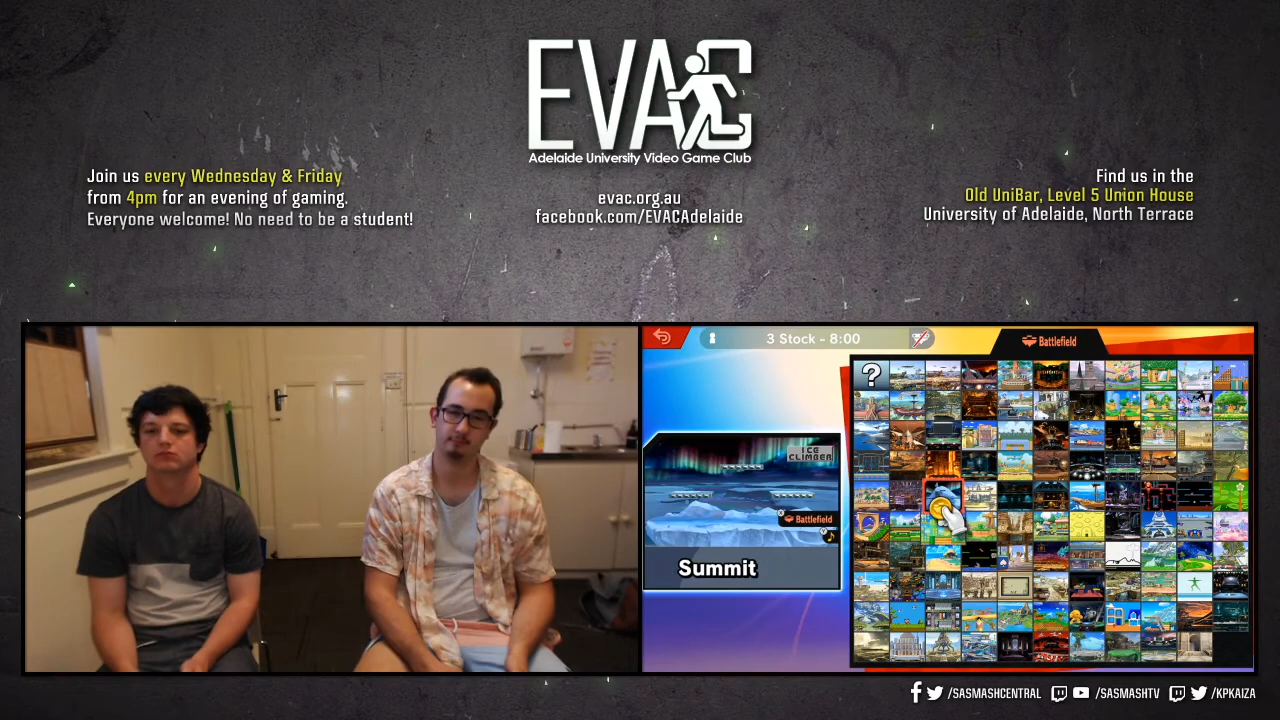 EVAC
Adelaide University Video Game Club
Join us every Wednesday & Friday
from 4pm for an evening of gaming.
Everyone welcome! No need to be a student!
evac.org.au
facebook.com/EVACAdelaide
Find us in the
Old UniBar, Level 5 Union House
University of Adelaide, North Terrace
3 Stock - 8:00
Battlefield
?
ICE
CLIMBER
Battlefield
Summit
/SASMASHCENTRAL
/SASMASHTV
/KPKAIZA